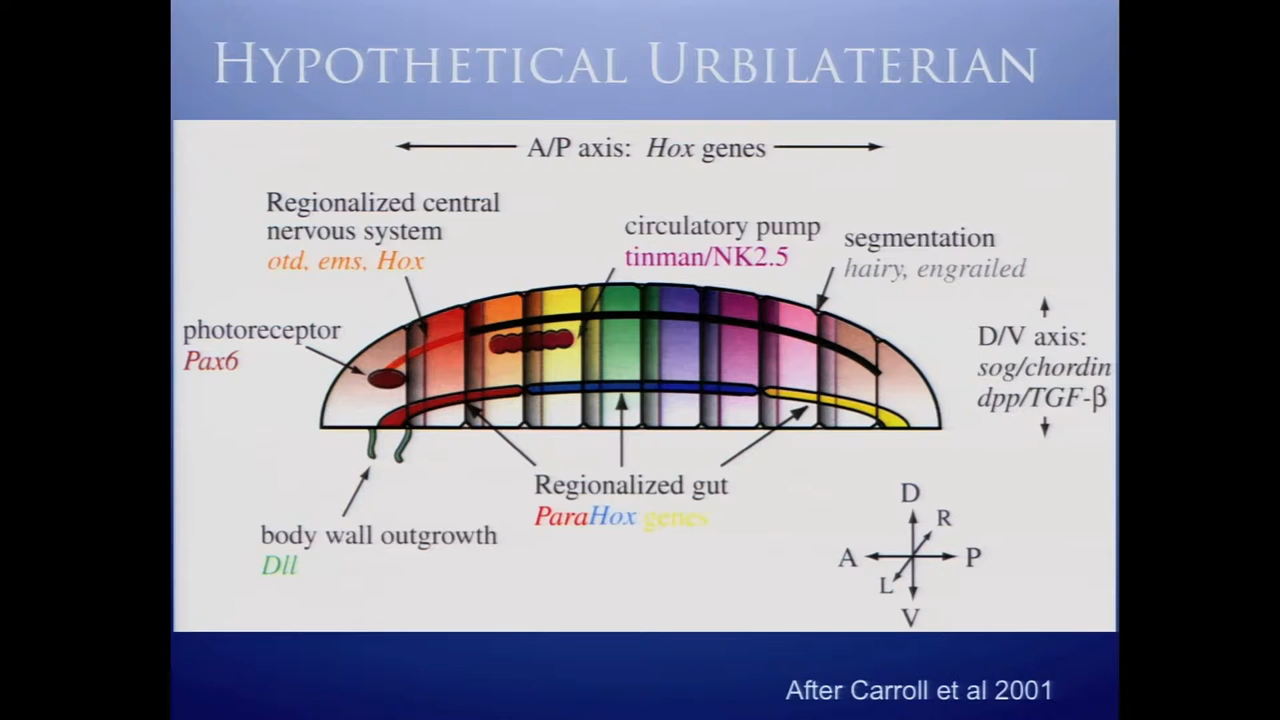 HYPOTHETICAL URBILATERIAN
A/P axis: Hox genes
Regionalized central
nervous system
otd, ems, Hox
circulatory pump
tinman/NK2.5
segmentation
hairy, engrailed
photoreceptor
Pax6
D/V axis:
sog/chordin
dpp/TGF-β
Regionalized gut
ParaHox genes
body wall outgrowth
Dll
D
R
A
P
L
V
After Carroll et al 2001